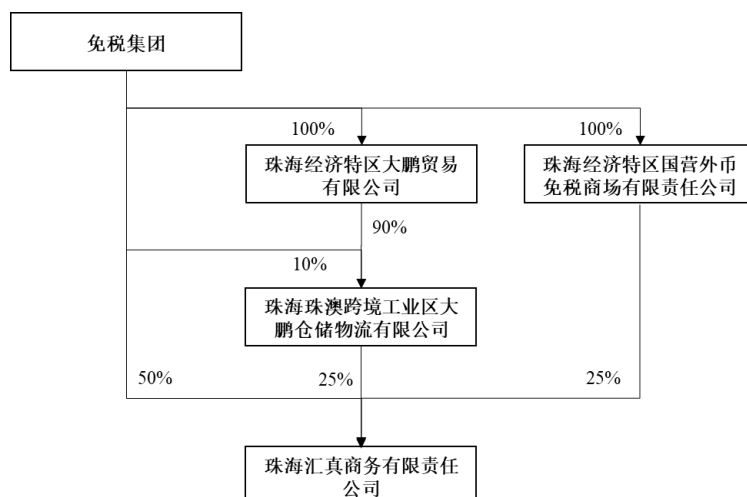 免税集团
100%
100%
珠海经济特区大鹏贸易
有限公司
珠海经济特区国营外币
免税商场有限责任公司
90%
10%
珠海珠澳跨境工业区大
鹏仓储物流有限公司
50%
25%
25%
珠海汇真商务有限责任
公司